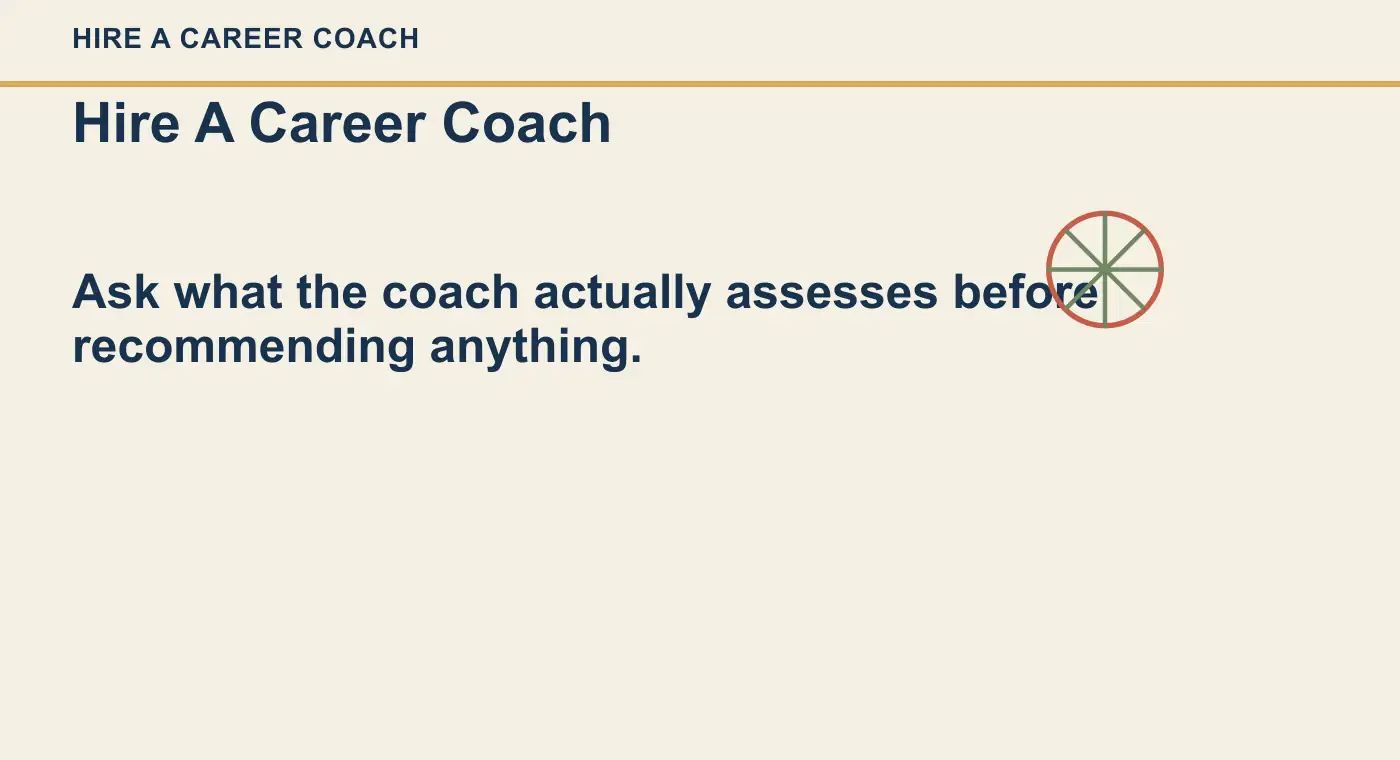 HIRE A CAREER COACH
Hire A Career Coach
Ask what the coach actually assesses before
recommending anything.